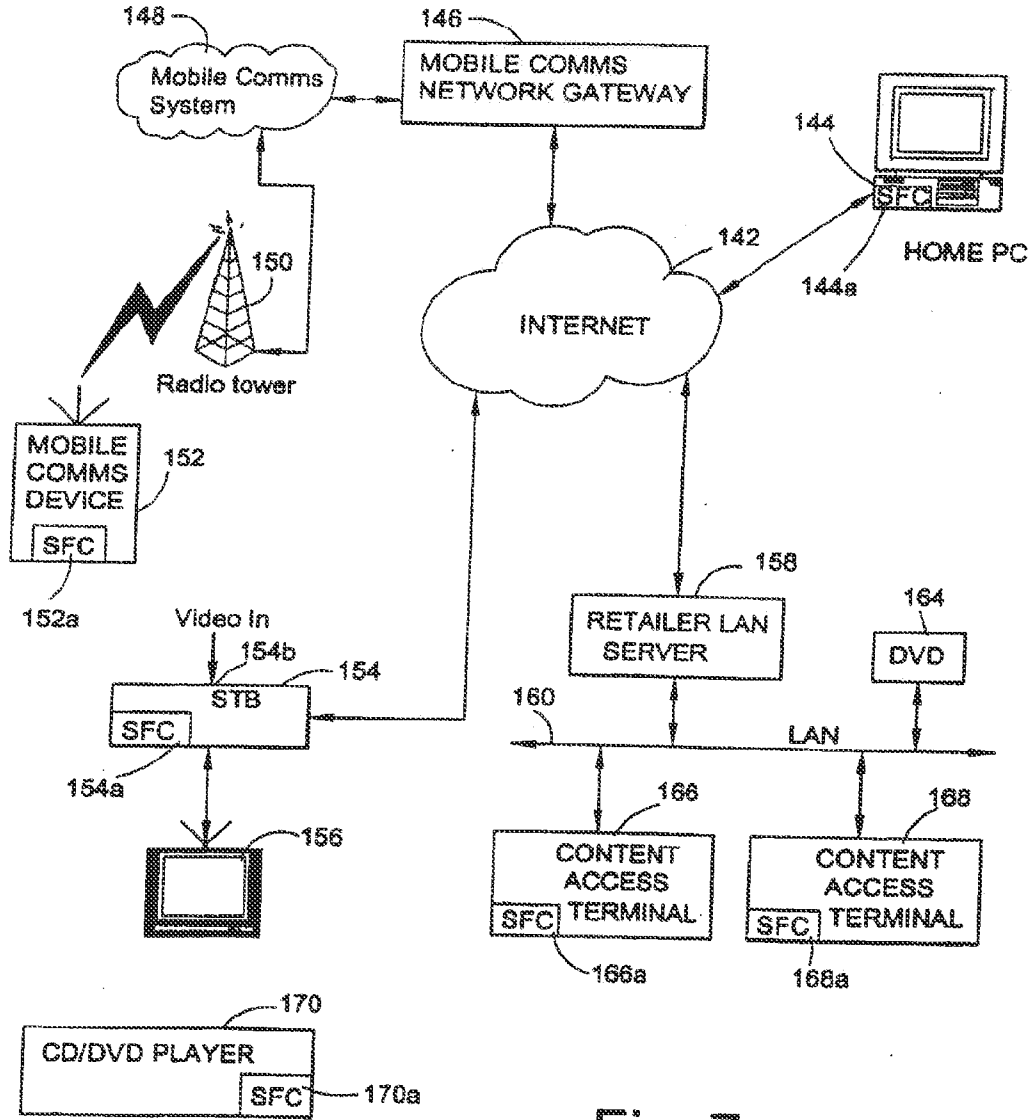 148
146
Mobile Comms
System
MOBILE COMMS
NETWORK GATEWAY
144
SFC
HOME PC
144a
142
INTERNET
150
Radio tower
MOBILE
COMMS
DEVICE
152
SFC
152a
Video In
154b
154
STB
SFC
154a
156
158
RETAILER LAN
SERVER
164
DVD
160
LAN
166
CONTENT
ACCESS
TERMINAL
SFC
166a
168
CONTENT
ACCESS
TERMINAL
SFC
168a
170
CD/DVD PLAYER
SFC
170a